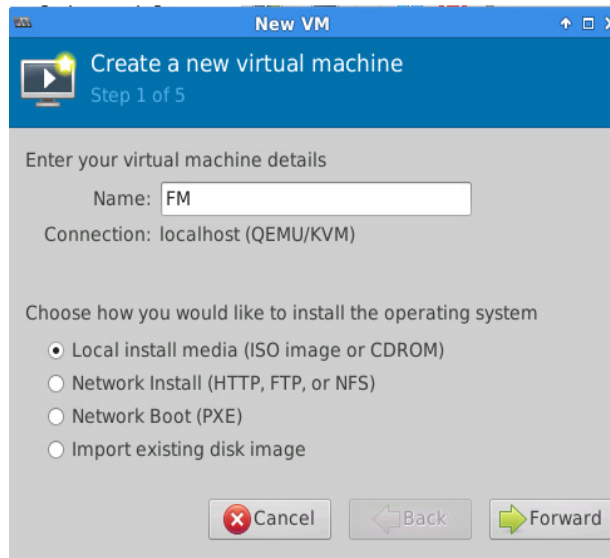 New VM
Create a new virtual machine
Step 1 of 5
Enter your virtual machine details
Name: FM
Connection: localhost (QEMU/KVM)
Choose how you would like to install the operating system
Local install media (ISO image or CDROM)
Network Install (HTTP, FTP, or NFS)
Network Boot (PXE)
Import existing disk image
Cancel Back Forward